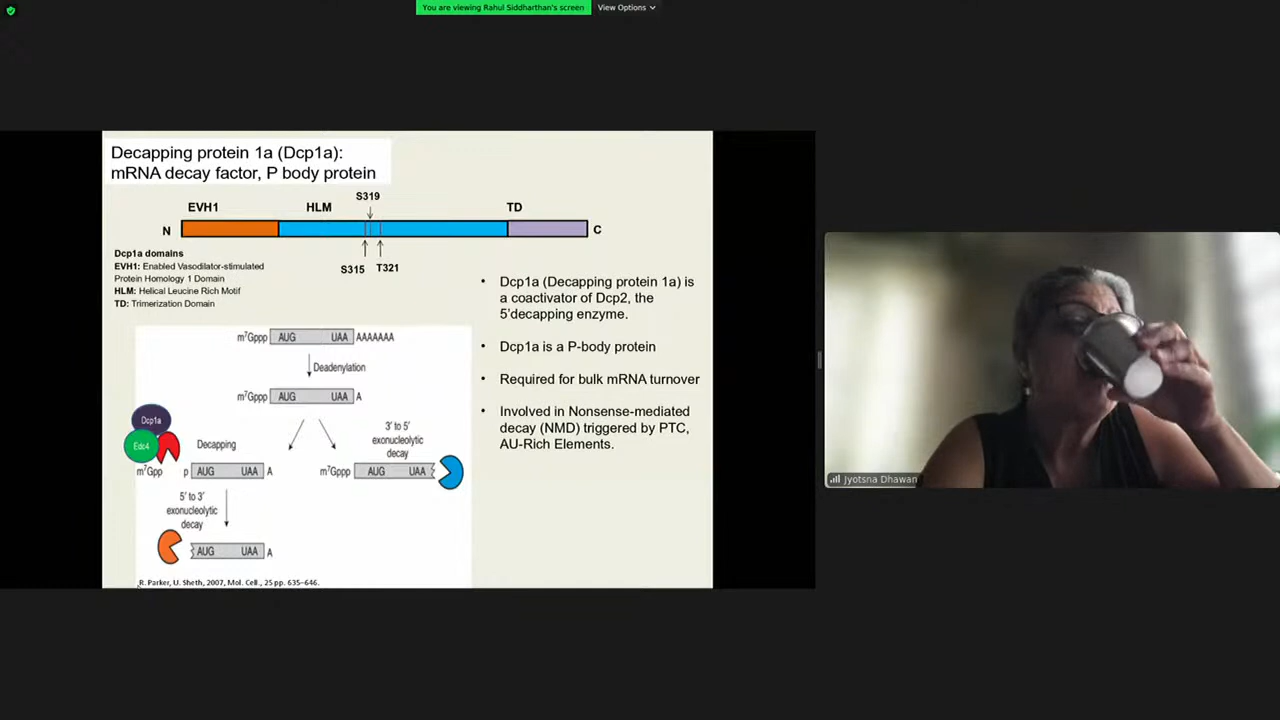 You are viewing Rahul Siddharthan's screen
View Options
Decapping protein 1a (Dcp1a):
mRNA decay factor, P body protein
EVH1
HLM
S319
TD
N
C
S315
T321
Dcp1a domains
EVH1: Enabled Vasodilator-stimulated
Protein Homology 1 Domain
HLM: Helical Leucine Rich Motif
TD: Trimerization Domain
m⁷Gppp AUG UAA AAAAAAA
Deadenylation
m⁷Gppp AUG UAA A
Dcp1a
Edc4
Decapping
3' to 5'
exonucleolytic
decay
m⁷Gpp p AUG UAA A
m⁷Gppp AUG UAA
5' to 3'
exonucleolytic
decay
AUG UAA A
R. Parker, U. Sheth, 2007, Mol. Cell., 25 pp. 635–646.
• Dcp1a (Decapping protein 1a) is
a coactivator of Dcp2, the
5'decapping enzyme.
• Dcp1a is a P-body protein
• Required for bulk mRNA turnover
• Involved in Nonsense-mediated
decay (NMD) triggered by PTC,
AU-Rich Elements.
Jyotsna Dhawan